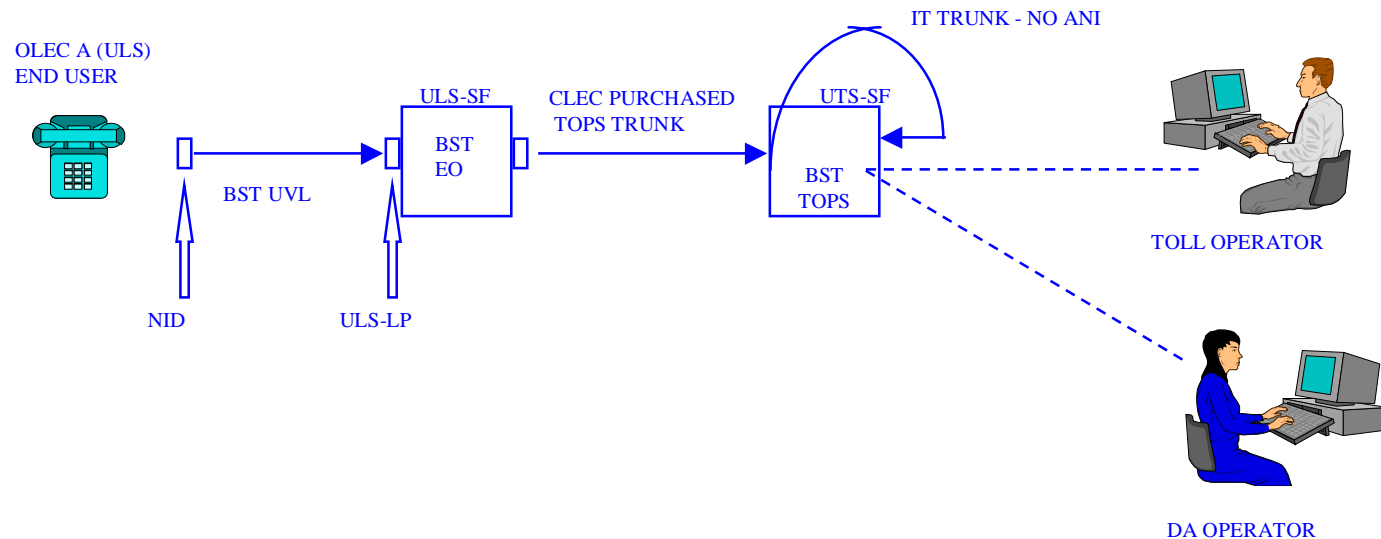 IT TRUNK - NO ANI
OLEC A (ULS)
END USER
ULS-SF
CLEC PURCHASED
TOPS TRUNK
UTS-SF
BST
EO
BST
TOPS
BST UVL
TOLL OPERATOR
NID
ULS-LP
DA OPERATOR